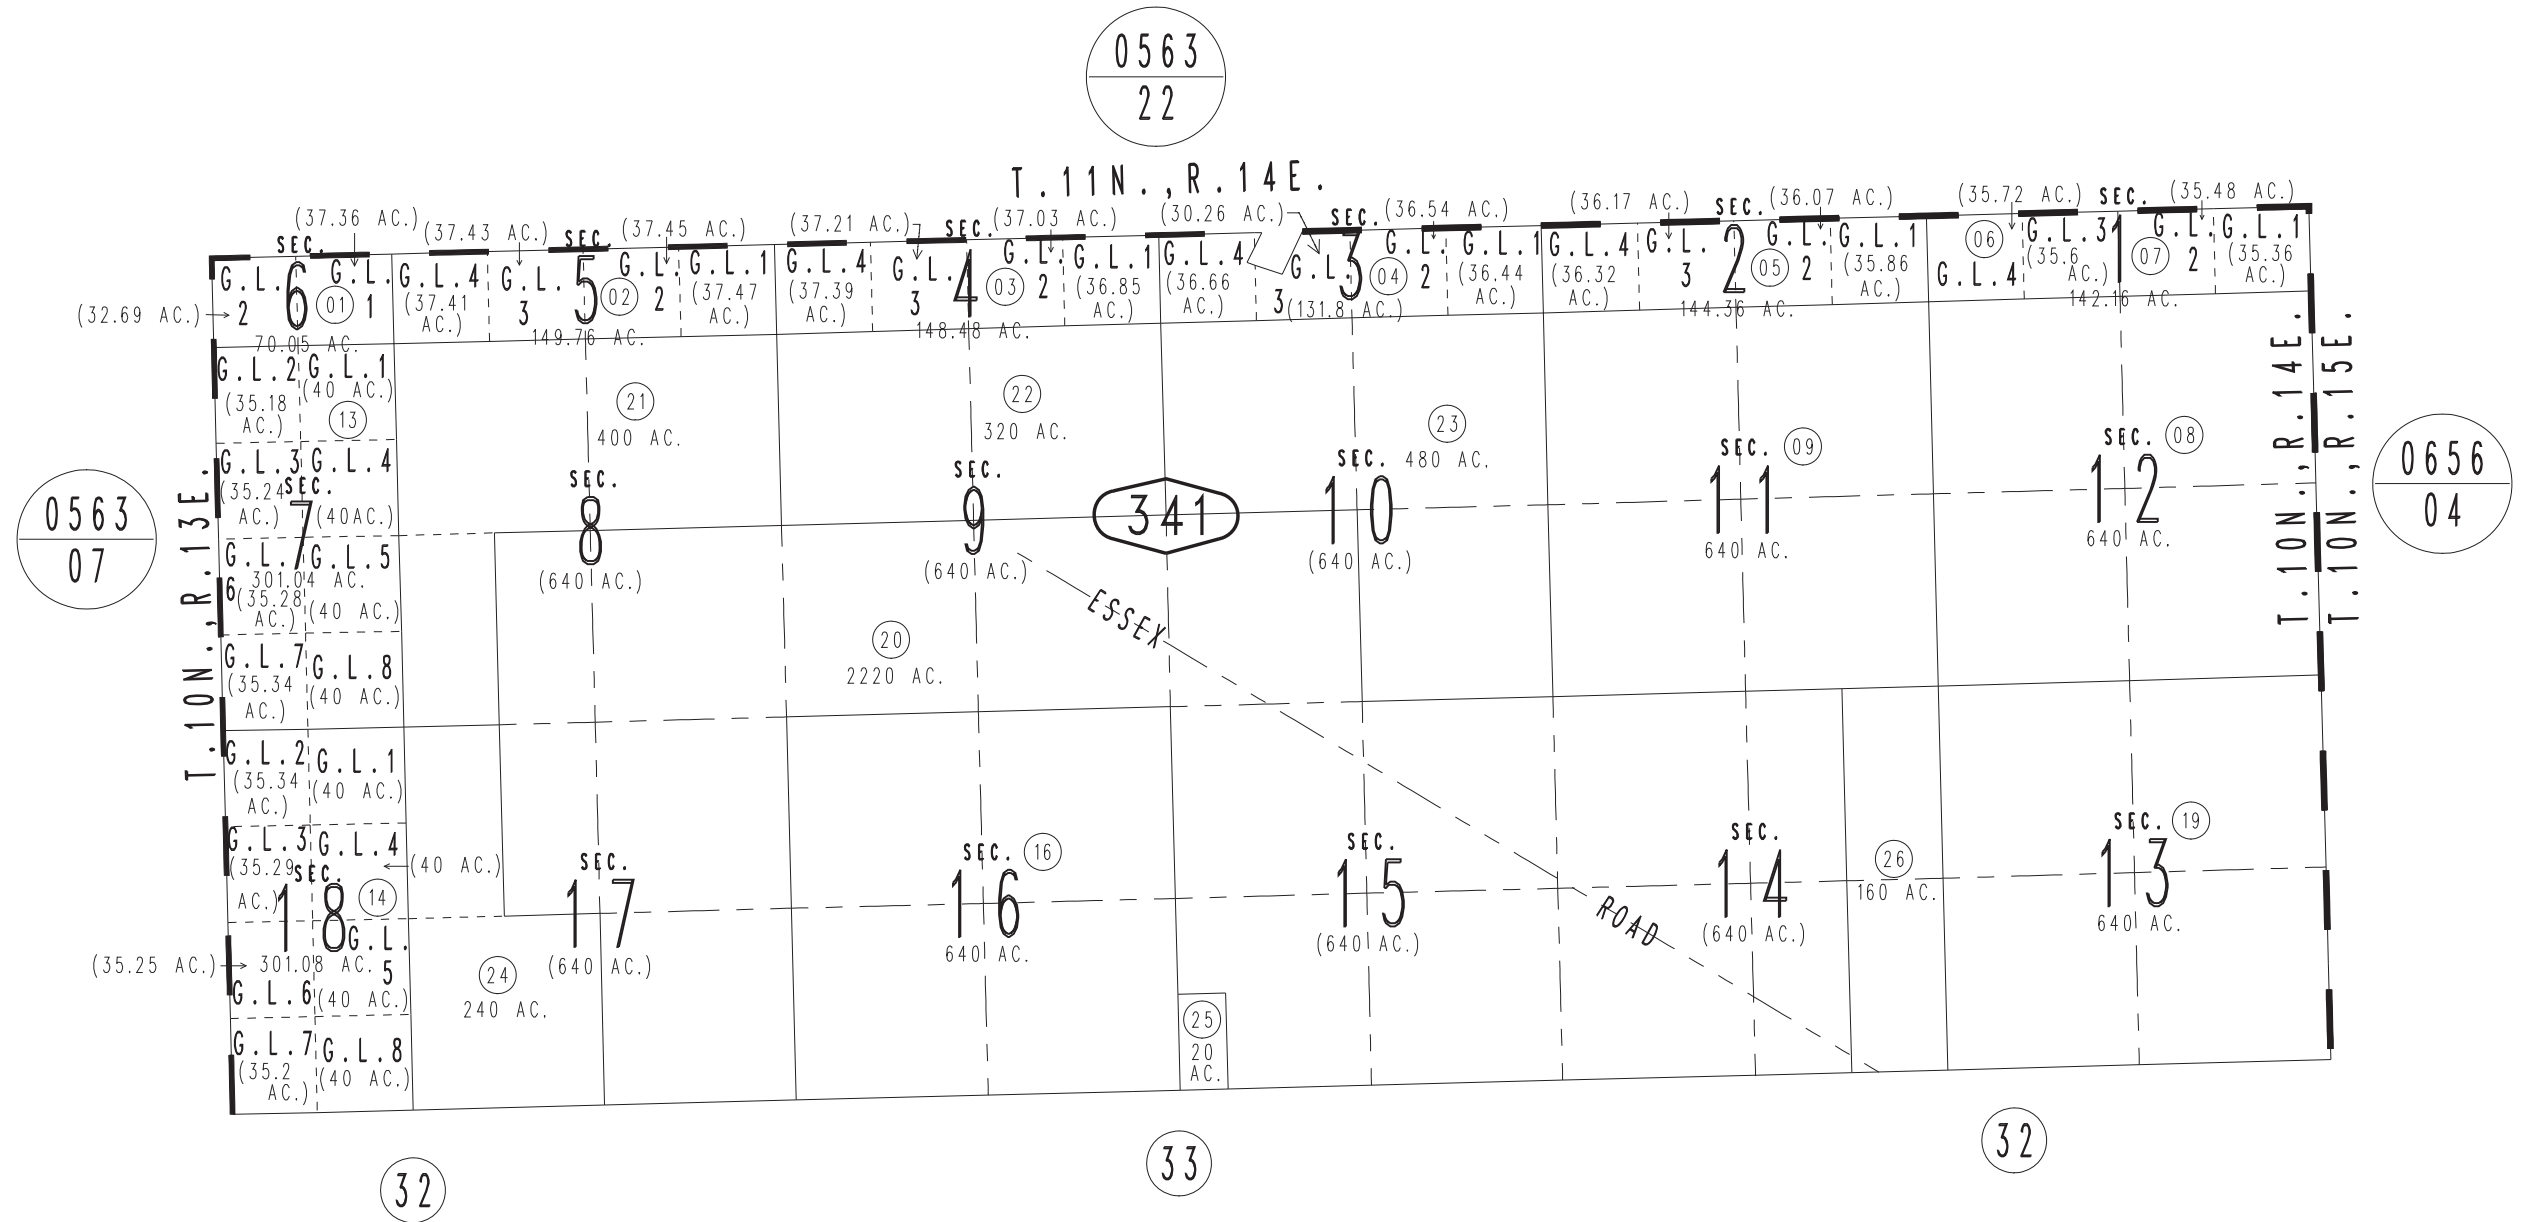 0563
22
T.11N.,R.14E.
(37.36 AC.)
(37.43 AC.)
(37.45 AC.)
(37.21 AC.)
(37.03 AC.)
(30.26 AC.)
(36.54 AC.)
(36.17 AC.)
(36.07 AC.)
(35.72 AC.)
(35.48 AC.)
SEC.
6
G.L.
2
(32.69 AC.)
01
G.L.
1
70.05 AC.
G.L.4
(37.41
AC.)
G.L.
3
SEC.
5
02
G.L.
2
G.L.1
(37.47
AC.)
149.76 AC.
G.L.4
(37.39
AC.)
G.L.
3
SEC.
4
03
G.L.
2
G.L.1
(36.85
AC.)
148.48 AC.
G.L.4
(36.66
AC.)
G.L.
3
SEC.
3
04
G.L.
2
G.L.1
(36.44
AC.)
(131.8 AC.)
G.L.4
(36.32
AC.)
G.L.
3
SEC.
2
05
G.L.
2
G.L.1
(35.86
AC.)
144.36 AC.
06
G.L.4
G.L.3
(35.6
AC.)
SEC.
1
07
G.L.
2
G.L.1
(35.36
AC.)
142.16 AC.
G.L.2
(35.18
AC.)
G.L.1
(40 AC.)
13
G.L.3
(35.24
AC.)
G.L.4
(40AC.)
SEC.
7
G.L.
6
(35.28
AC.)
G.L.5
(40 AC.)
301.04 AC.
G.L.7
(35.34
AC.)
G.L.8
(40 AC.)
21
400 AC.
SEC.
8
(640 AC.)
22
320 AC.
SEC.
9
(640 AC.)
341
23
480 AC.
SEC.
10
(640 AC.)
SEC.
09
11
640 AC.
SEC.
08
12
640 AC.
0563
07
T.10N.,R.13E.
T.10N.,R.14E.
T.10N.,R.15E.
0656
04
20
2220 AC.
ESSEX
ROAD
G.L.2
(35.34
AC.)
G.L.1
(40 AC.)
G.L.3
(35.29
AC.)
G.L.4
(40 AC.)
SEC.
18
14
(35.25 AC.)
301.08 AC.
G.L.
5
G.L.6
(40 AC.)
G.L.7
(35.2
AC.)
G.L.8
(40 AC.)
SEC.
17
(640 AC.)
24
240 AC.
SEC.
16
16
640 AC.
SEC.
15
(640 AC.)
25
20
AC.
SEC.
14
(640 AC.)
26
160 AC.
SEC.
19
13
640 AC.
32
33
32